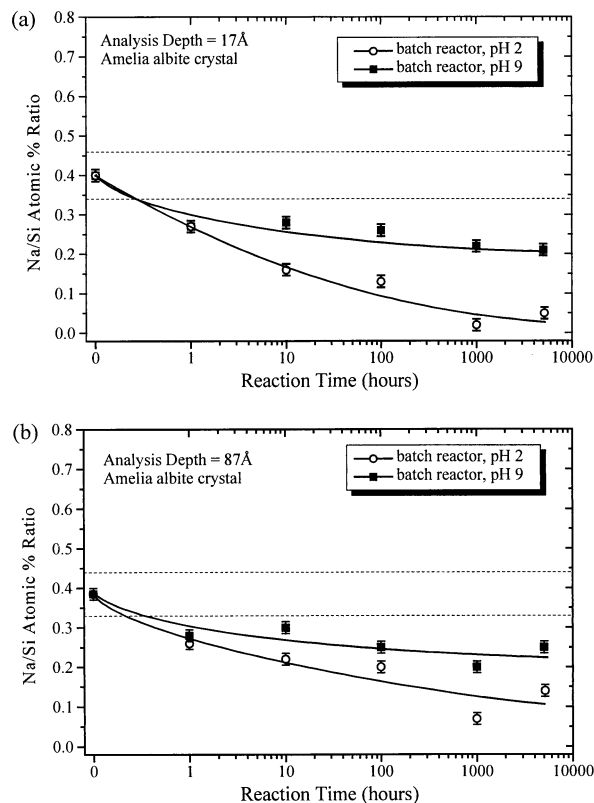 (a)
0.8
0.7
0.6
0.5
0.4
0.3
0.2
0.1
0.0
Na/Si Atomic % Ratio
Analysis Depth = 17Å
Amelia albite crystal
batch reactor, pH 2
batch reactor, pH 9
0 1 10 100 1000 10000
Reaction Time (hours)
(b)
0.8
0.7
0.6
0.5
0.4
0.3
0.2
0.1
0.0
Na/Si Atomic % Ratio
Analysis Depth = 87Å
Amelia albite crystal
batch reactor, pH 2
batch reactor, pH 9
0 1 10 100 1000 10000
Reaction Time (hours)